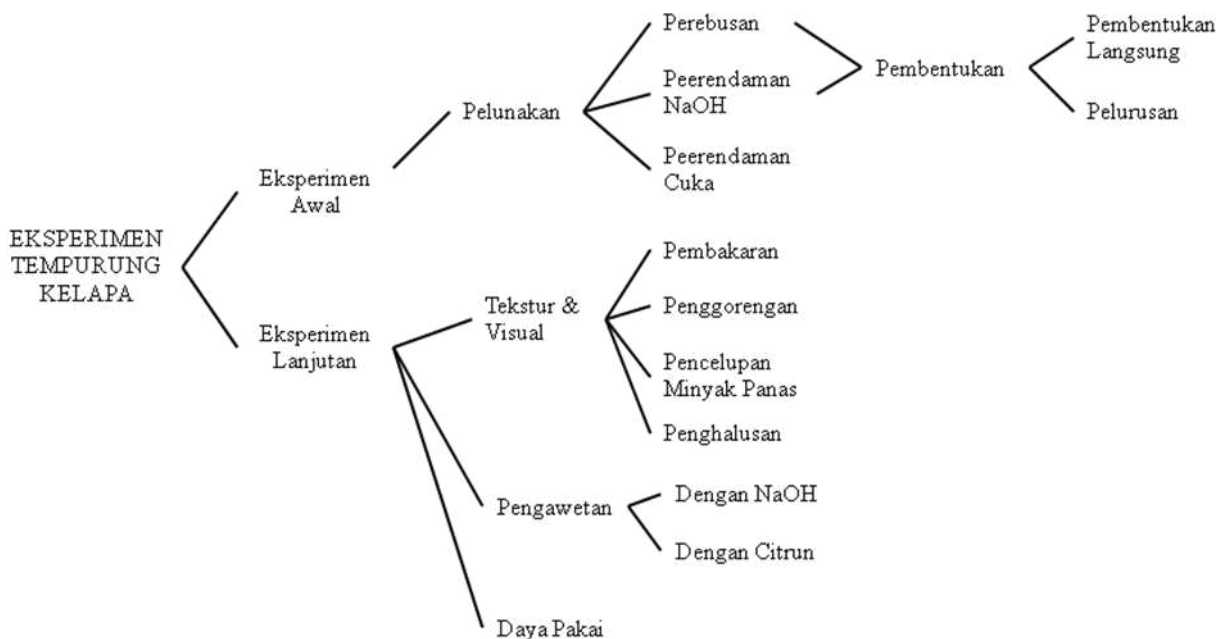 EKSPERIMEN
TEMPURUNG
KELAPA
Eksperimen
Awal
Pelunakan
Perebusan
Peerendaman
NaOH
Peerendaman
Cuka
Pembentukan
Pembentukan
Langsung
Pelurusan
Eksperimen
Lanjutan
Tekstur &
Visual
Pembakaran
Penggorengan
Pencelupan
Minyak Panas
Penghalusan
Pengawetan
Dengan NaOH
Dengan Citrun
Daya Pakai